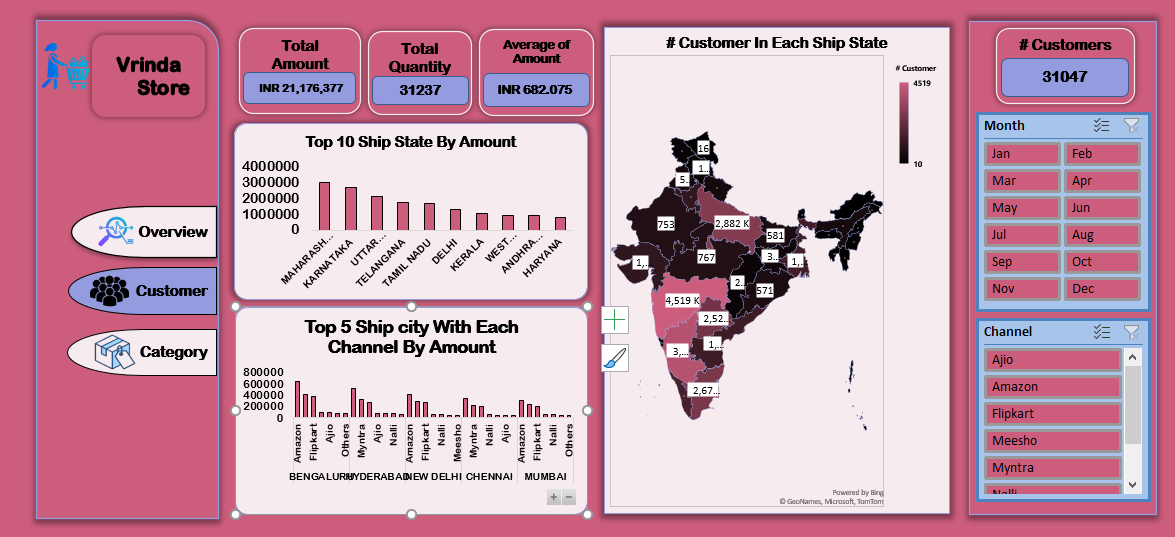 Vrinda
Store
Overview
Customer
Category
Total
Amount
INR 21,176,377
Total
Quantity
31237
Average of
Amount
INR 682.075
Top 10 Ship State By Amount
4000000
3000000
2000000
1000000
0
MAHARASH...
KARNATAKA
UTTAR...
TELANGANA
TAMIL NADU
DELHI
KERALA
WEST...
ANDHRA...
HARYANA
Top 5 Ship city With Each
Channel By Amount
800000
600000
400000
200000
0
Amazon
Flipkart
Ajio
Others
Myntra
Ajio
Nalli
Amazon
Flipkart
Nalli
Meesho
Myntra
Nalli
Ajio
Amazon
Flipkart
Nalli
Others
BENGALURU
HYDERABAD
NEW DELHI
CHENNAI
MUMBAI
# Customer In Each Ship State
# Customer
4519
10
16
1...
5...
753
2,882 K
581
1,...
767
3...
1,...
2...
571
4,519 K
2,52...
3,...
1,...
2,67...
Powered by Bing
© GeoNames, Microsoft, TomTom
# Customers
31047
Month
Jan
Feb
Mar
Apr
May
Jun
Jul
Aug
Sep
Oct
Nov
Dec
Channel
Ajio
Amazon
Flipkart
Meesho
Myntra
Nalli